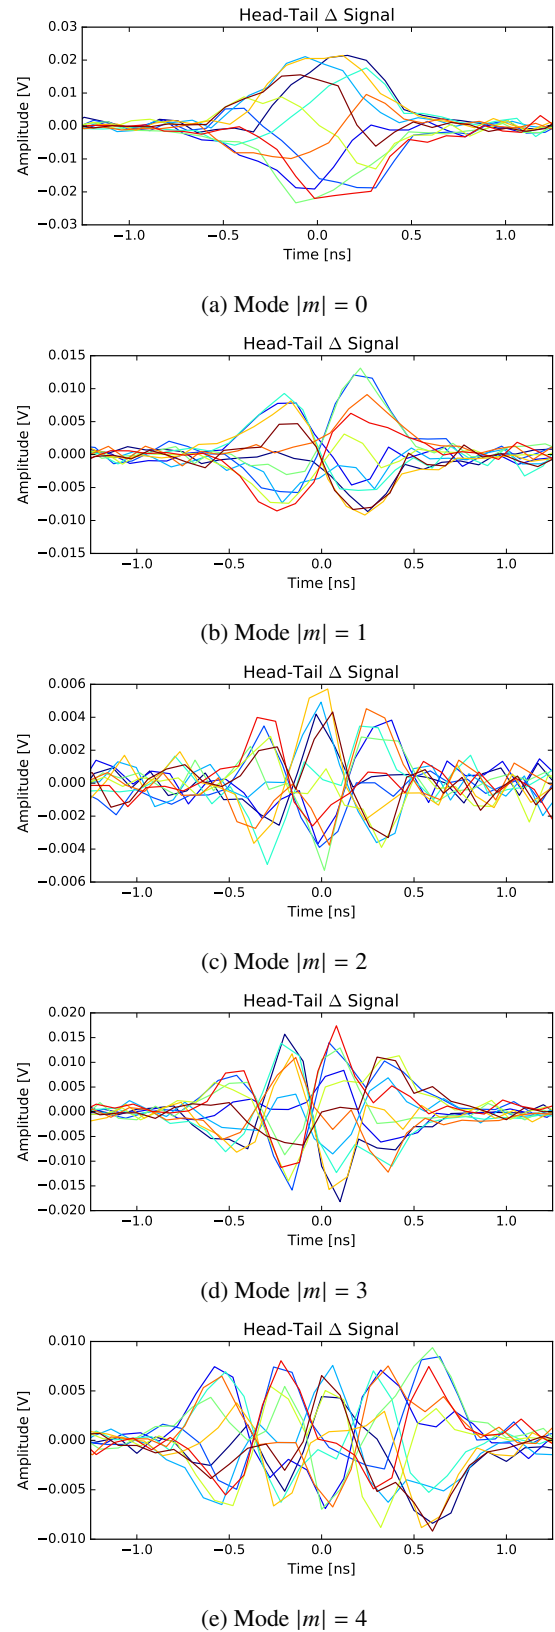 Head-Tail Δ Signal
0.03
0.02
0.01
0.00
−0.01
−0.02
−0.03
Amplitude [V]
−1.0 −0.5 0.0 0.5 1.0
Time [ns]
(a) Mode |m| = 0
Head-Tail Δ Signal
0.015
0.010
0.005
0.000
−0.005
−0.010
−0.015
Amplitude [V]
−1.0 −0.5 0.0 0.5 1.0
Time [ns]
(b) Mode |m| = 1
Head-Tail Δ Signal
0.006
0.004
0.002
0.000
−0.002
−0.004
−0.006
Amplitude [V]
−1.0 −0.5 0.0 0.5 1.0
Time [ns]
(c) Mode |m| = 2
Head-Tail Δ Signal
0.020
0.015
0.010
0.005
0.000
−0.005
−0.010
−0.015
−0.020
Amplitude [V]
−1.0 −0.5 0.0 0.5 1.0
Time [ns]
(d) Mode |m| = 3
Head-Tail Δ Signal
0.010
0.005
0.000
−0.005
−0.010
Amplitude [V]
−1.0 −0.5 0.0 0.5 1.0
Time [ns]
(e) Mode |m| = 4